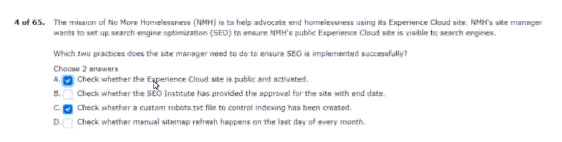 4 of 65. The mission of No More Homelessness (NMH) is to help advocate end homelessness using its Experience Cloud site. NMH's site manager
wants to set up search engine optimization (SEO) to ensure NMH's public Experience Cloud site is visible to search engines.
Which two practices does the site manager need to do to ensure SEO is implemented successfully?
Choose 2 answers
A. Check whether the Experience Cloud site is public and activated.
B. Check whether the SEO Institute has provided the approval for the site with end date.
C. Check whether a custom robots.txt file to control indexing has been created.
D. Check whether manual sitemap refresh happens on the last day of every month.